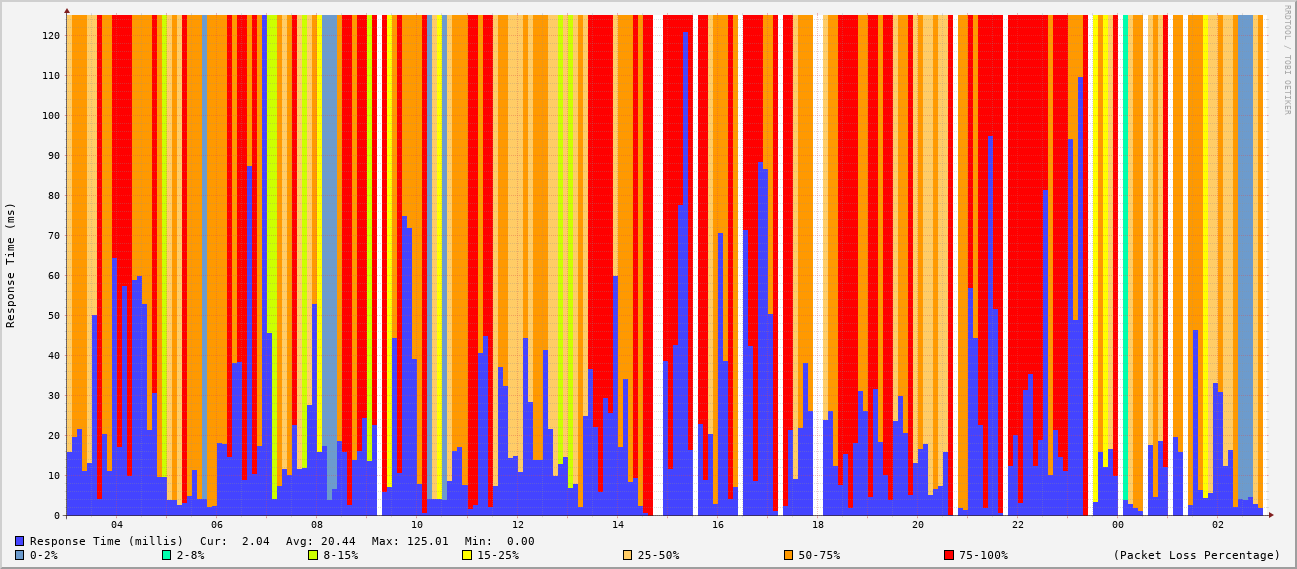 RRDTOOL / TOBI OETIKER
Response Time (ms)
120
110
100
90
80
70
60
50
40
30
20
10
0
04 06 08 10 12 14 16 18 20 22 00 02
Response Time (millis) Cur: 2.04 Avg: 20.44 Max: 125.01 Min: 0.00
0-2% 2-8% 8-15% 15-25% 25-50% 50-75% 75-100% (Packet Loss Percentage)